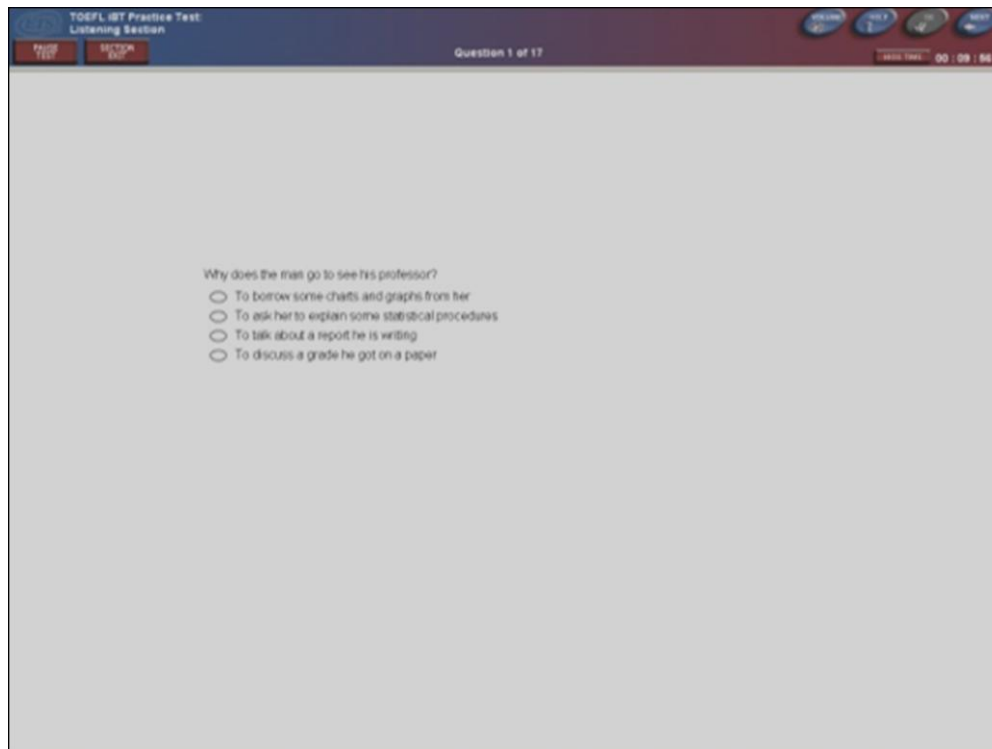 TOEFL iBT Practice Test:
Listening Section
VOLUME HELP OK NEXT
PAUSE TEST
SECTION EXIT
Question 1 of 17
HIDE TIME 00 : 09 : 56
Why does the man go to see his professor?
To borrow some charts and graphs from her
To ask her to explain some statistical procedures
To talk about a report he is writing
To discuss a grade he got on a paper